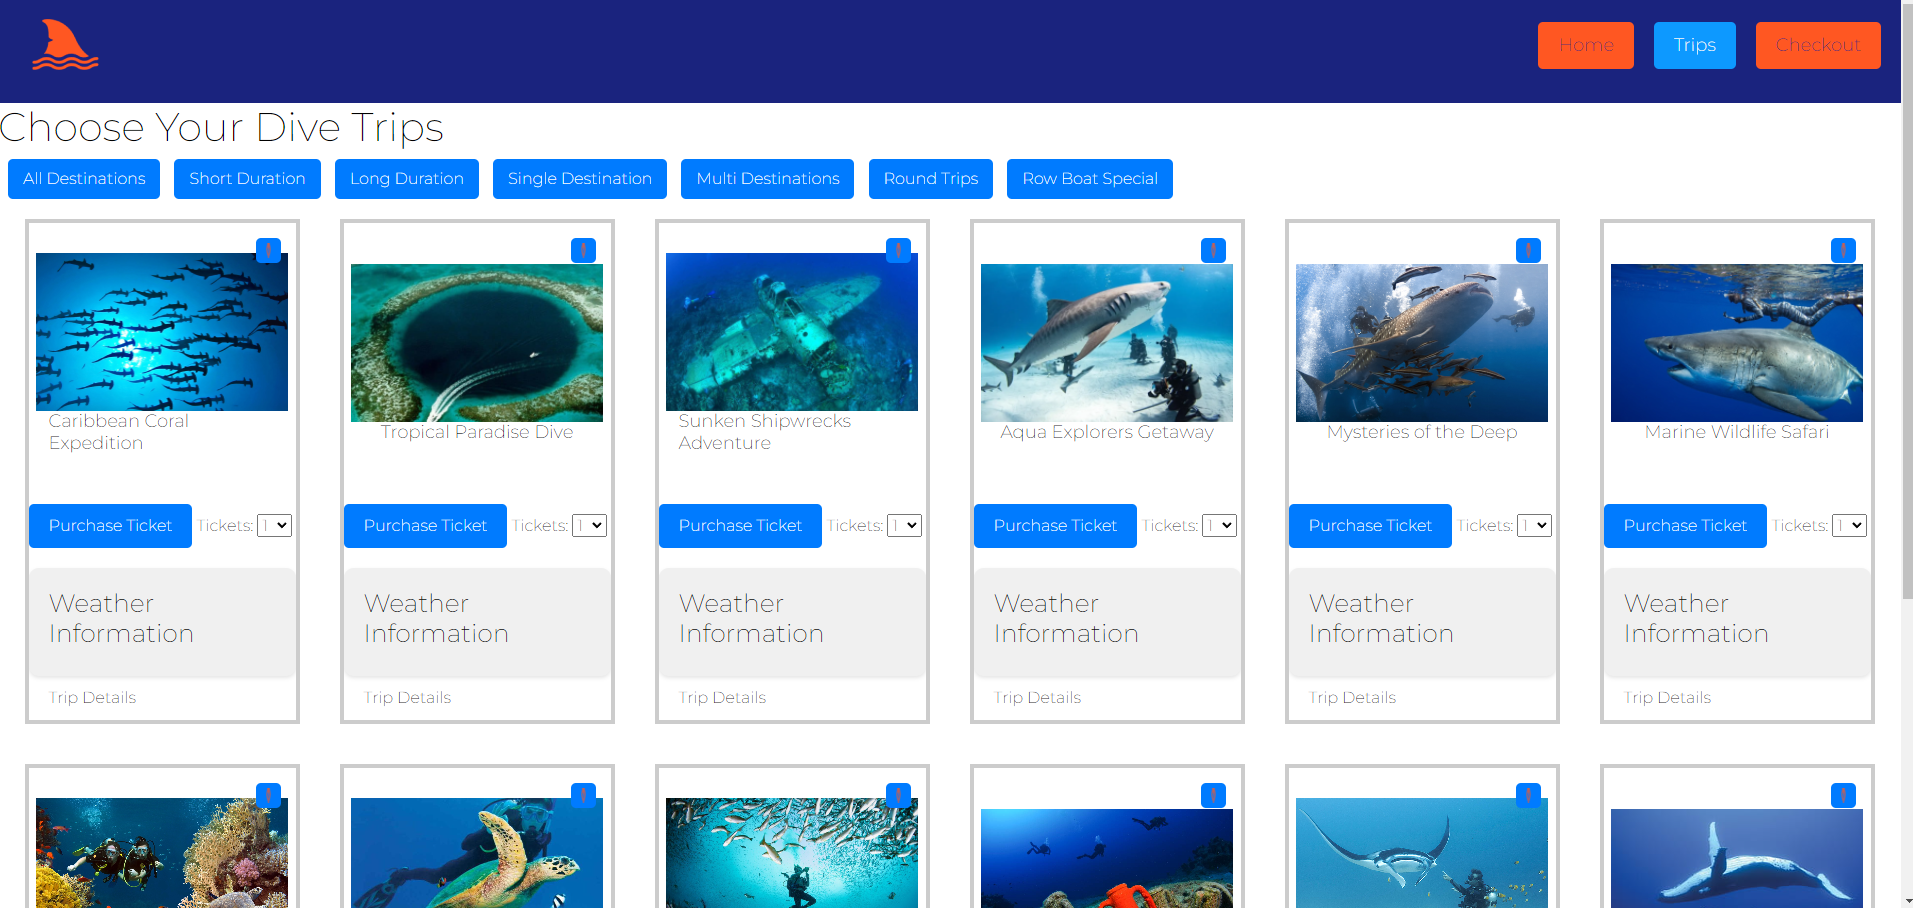 Home
Trips
Checkout
Choose Your Dive Trips
All Destinations
Short Duration
Long Duration
Single Destination
Multi Destinations
Round Trips
Row Boat Special
Caribbean Coral
Expedition
Purchase Ticket
Tickets: 1
Weather
Information
Trip Details
Tropical Paradise Dive
Purchase Ticket
Tickets: 1
Weather
Information
Trip Details
Sunken Shipwrecks
Adventure
Purchase Ticket
Tickets: 1
Weather
Information
Trip Details
Aqua Explorers Getaway
Purchase Ticket
Tickets: 1
Weather
Information
Trip Details
Mysteries of the Deep
Purchase Ticket
Tickets: 1
Weather
Information
Trip Details
Marine Wildlife Safari
Purchase Ticket
Tickets: 1
Weather
Information
Trip Details